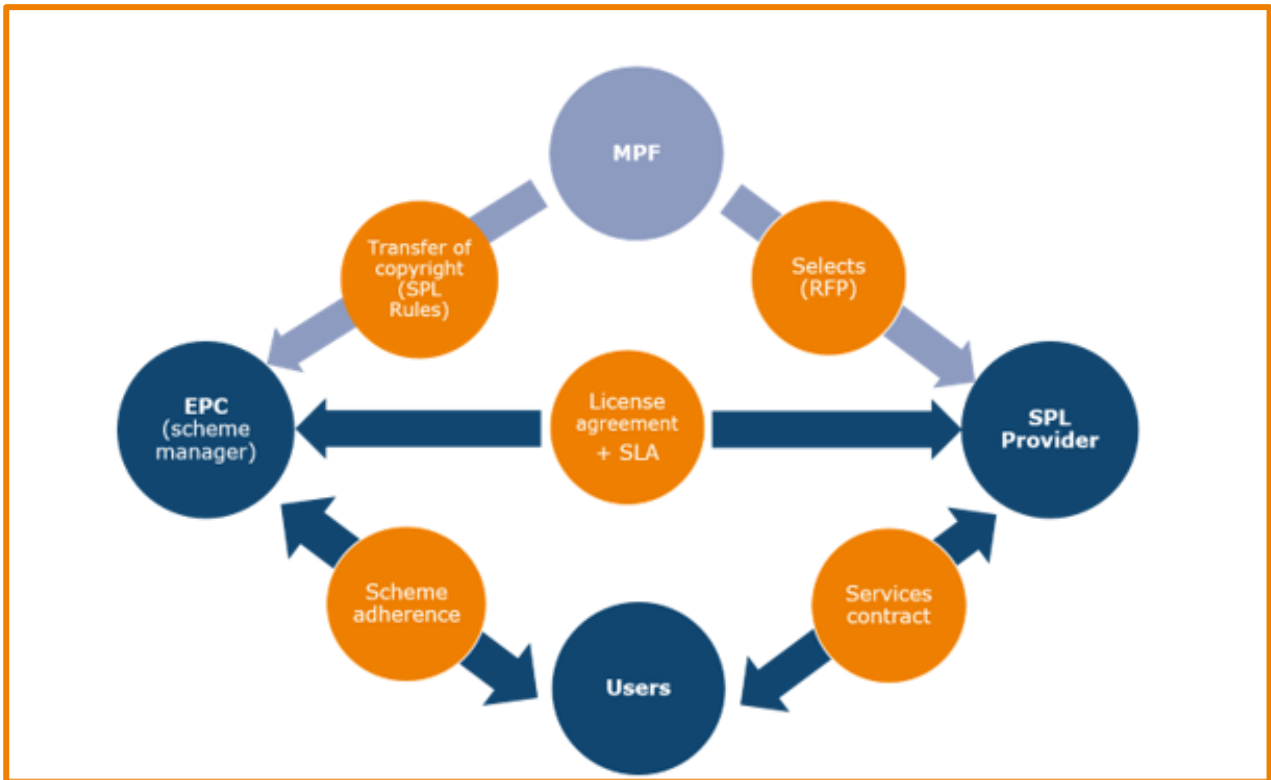 MPF
Transfer of
copyright
(SPL
Rules)
Selects
(RFP)
EPC
(scheme
manager)
License
agreement
+ SLA
SPL
Provider
Scheme
adherence
Services
contract
Users